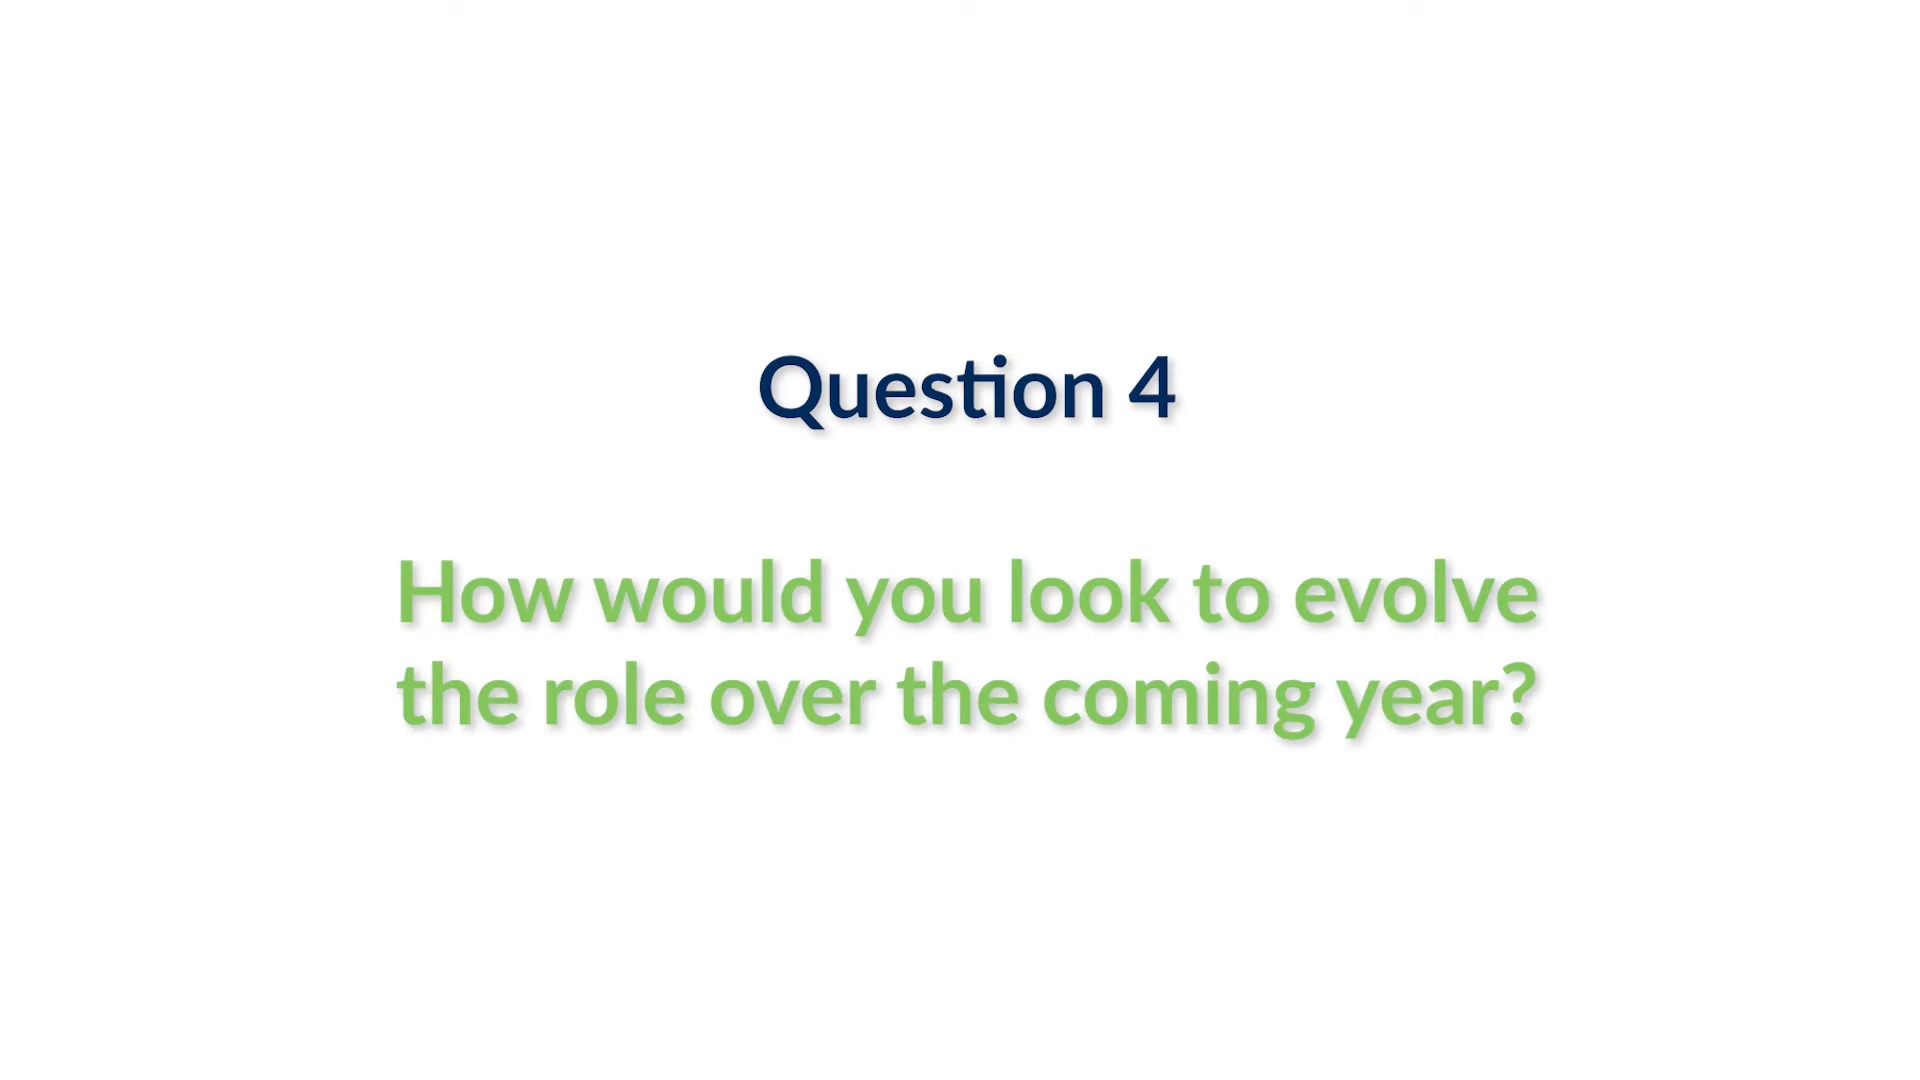 Question 4
How would you look to evolve
the role over the coming year?